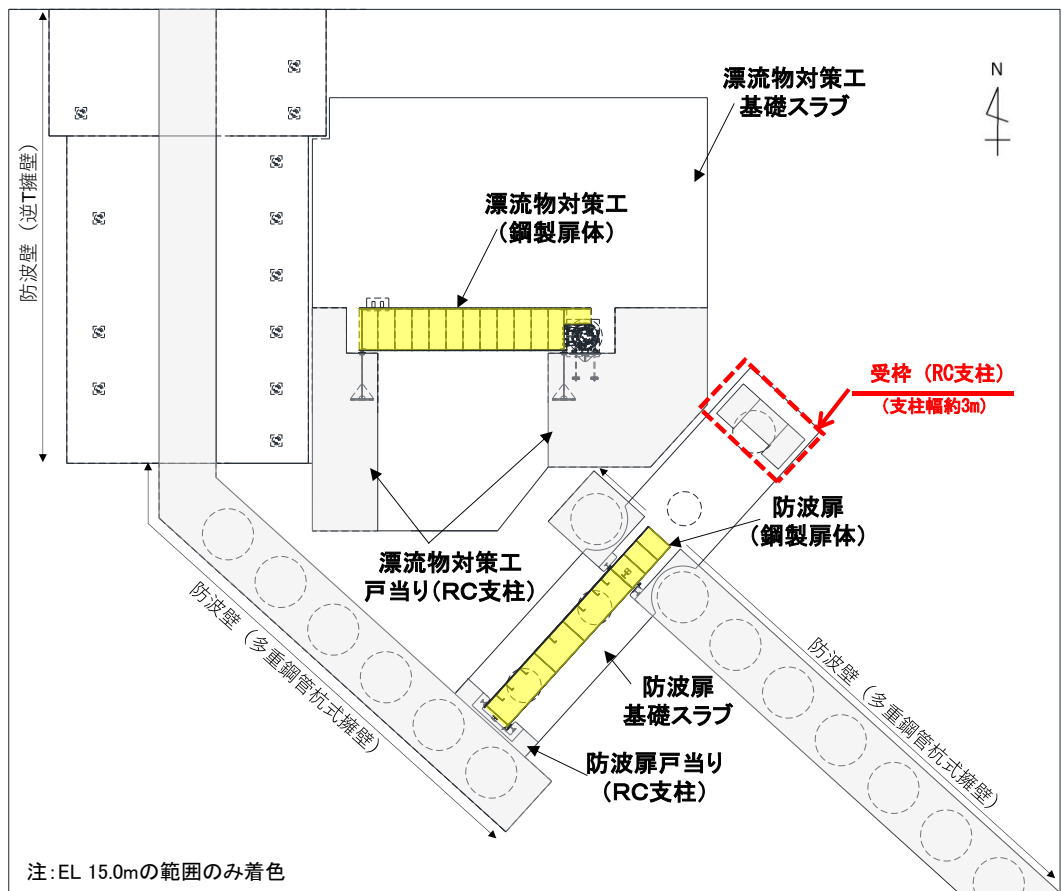 漂流物対策工
基礎スラブ
N
防波壁（逆T擁壁）
漂流物対策工
（鋼製扉体）
受枠（RC支柱）
（支柱幅約3m）
防波扉
（鋼製扉体）
漂流物対策工
戸当り（RC支柱）
防波壁（多重鋼管杭式擁壁）
防波壁（多重鋼管杭式擁壁）
防波扉
基礎スラブ
防波扉戸当り
（RC支柱）
注：EL 15.0mの範囲のみ着色